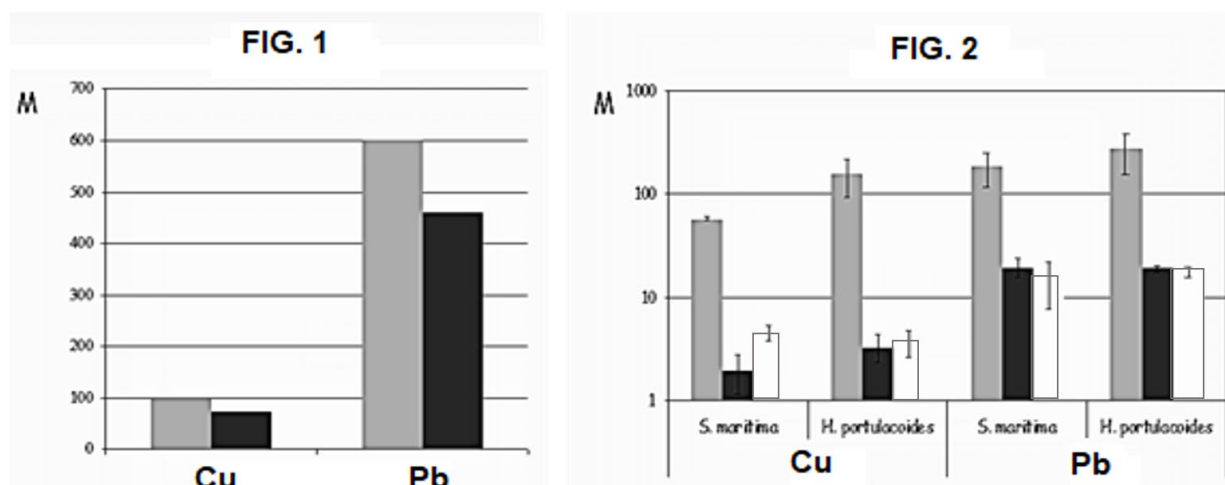 FIG. 1
M
700
600
500
400
300
200
100
0
Cu
Pb
FIG. 2
M
1000
100
10
1
S. maritima
H. portulacoides
S. maritima
H. portulacoides
Cu
Pb